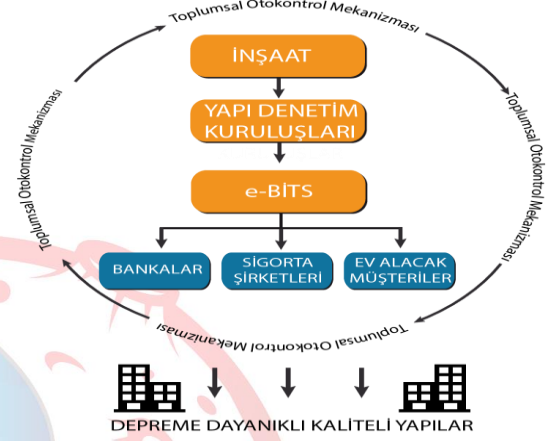 Toplumsal Otokontrol Mekanizması
İNŞAAT
YAPI DENETİM
KURULUŞLARI
e-BİTS
BANKALAR
SİGORTA
ŞİRKETLERİ
EV ALACAK
MÜŞTERİLER
Toplumsal Otokontrol Mekanizması
Toplumsal Otokontrol Mekanizması
Toplumsal Otokontrol Mekanizması
DEPREME DAYANIKLI KALİTELİ YAPILAR